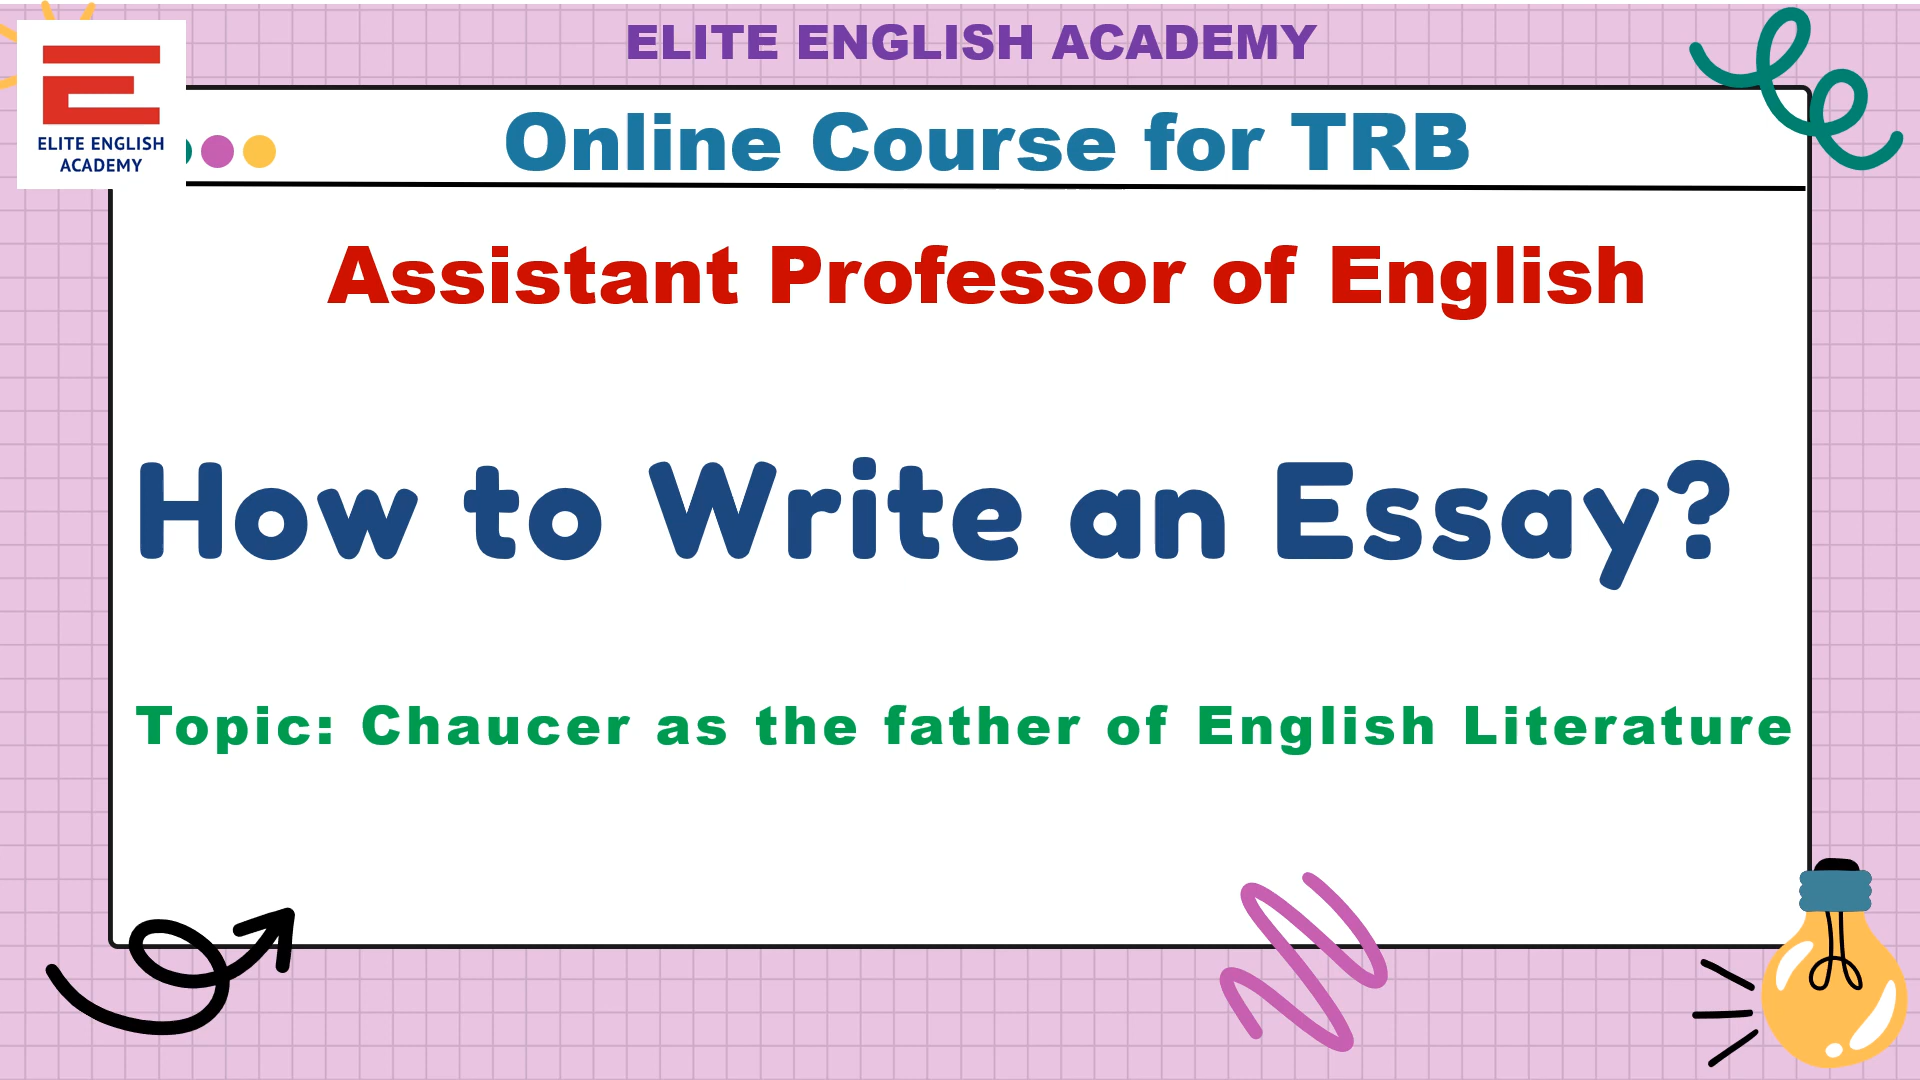 ELITE ENGLISH ACADEMY
ELITE ENGLISH
ACADEMY
Online Course for TRB
Assistant Professor of English
How to Write an Essay?
Topic: Chaucer as the father of English Literature